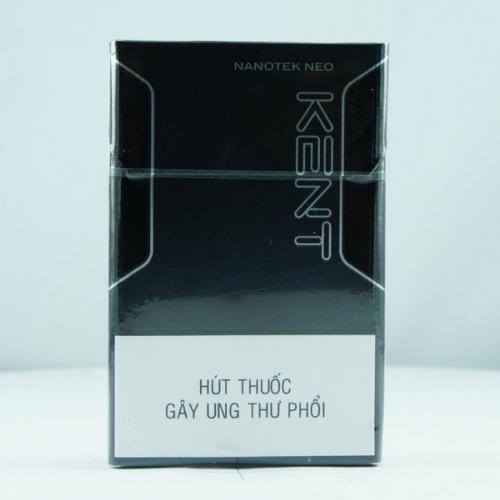 NANOTEK NEO
KENT
HÚT THUỐC
GÂY UNG THƯ PHỔI